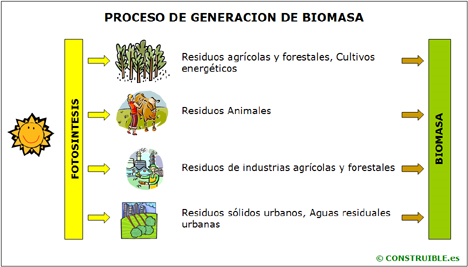 PROCESO DE GENERACION DE BIOMASA
FOTOSINTESIS
Residuos agrícolas y forestales, Cultivos
energéticos
Residuos Animales
Residuos de industrias agrícolas y forestales
Residuos sólidos urbanos, Aguas residuales
urbanas
BIOMASA
© CONSTRUIBLE.es